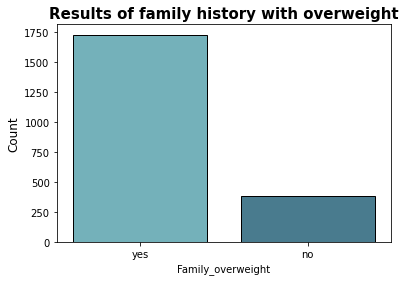 Results of family history with overweight
1750
1500
1250
1000
750
500
250
0
Count
yes no
Family_overweight